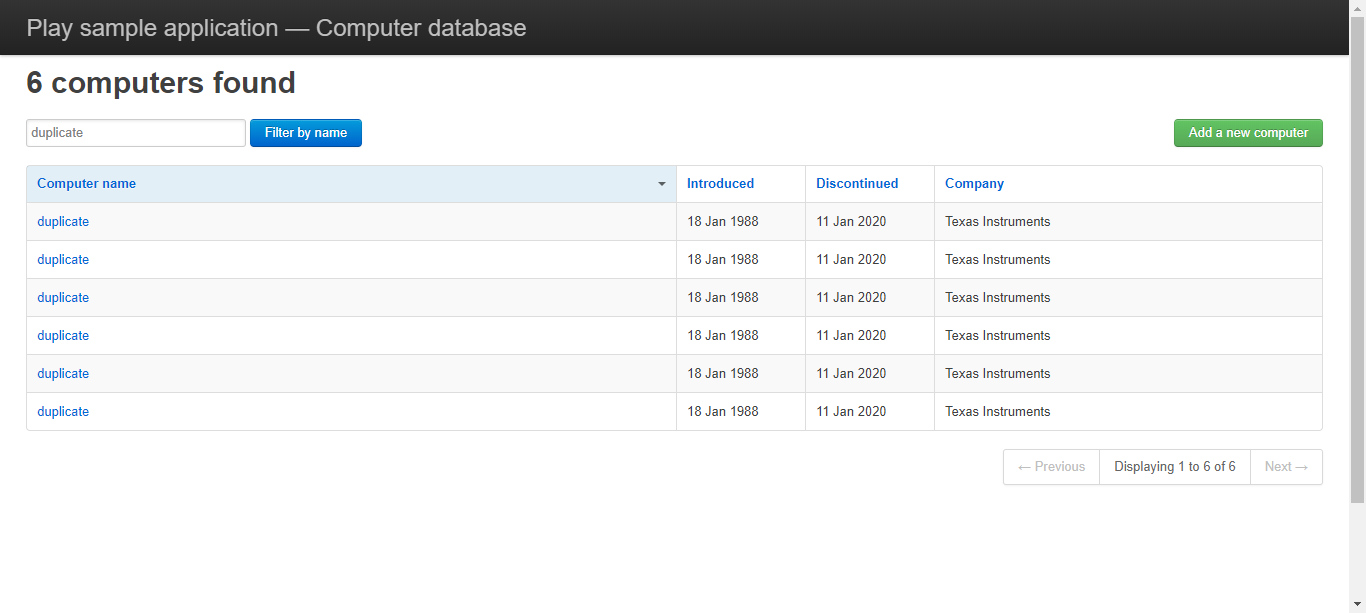 Play sample application — Computer database
6 computers found
duplicate Filter by name Add a new computer
Computer name Introduced Discontinued Company
duplicate 18 Jan 1988 11 Jan 2020 Texas Instruments
duplicate 18 Jan 1988 11 Jan 2020 Texas Instruments
duplicate 18 Jan 1988 11 Jan 2020 Texas Instruments
duplicate 18 Jan 1988 11 Jan 2020 Texas Instruments
duplicate 18 Jan 1988 11 Jan 2020 Texas Instruments
duplicate 18 Jan 1988 11 Jan 2020 Texas Instruments
← Previous Displaying 1 to 6 of 6 Next →